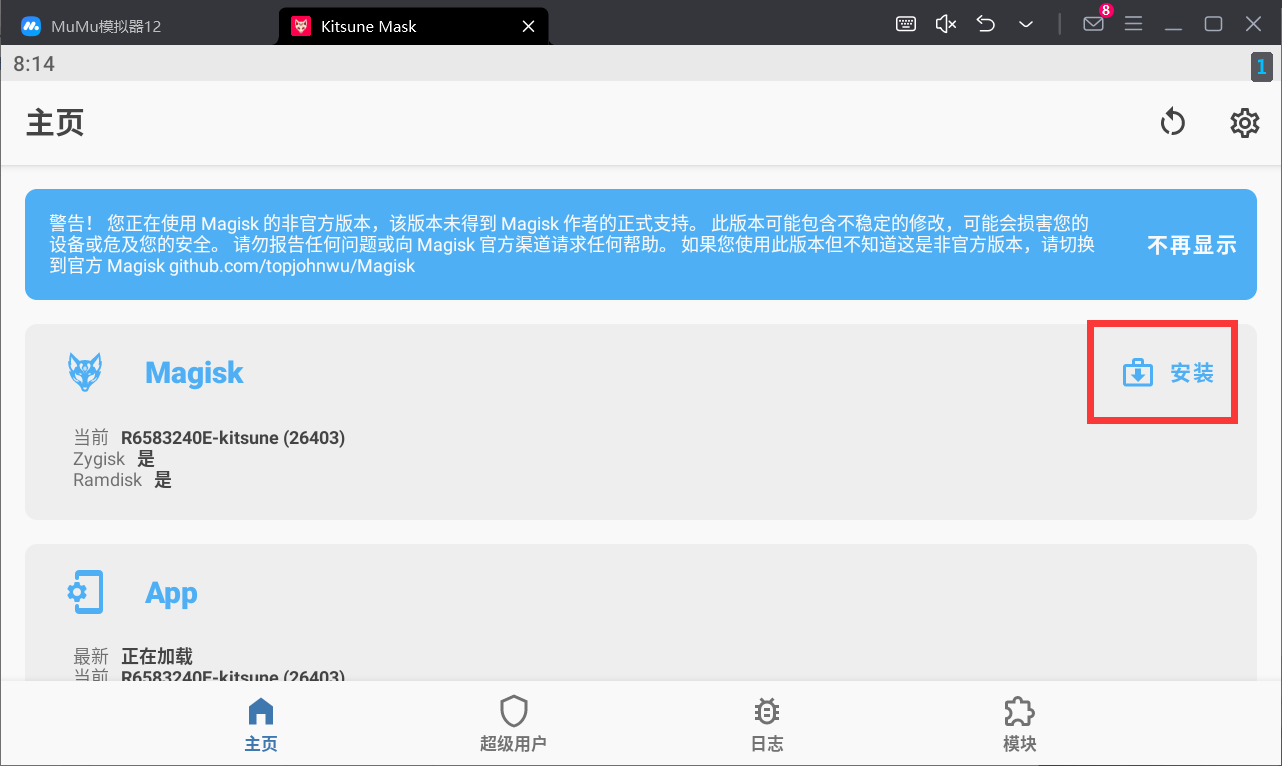 MuMu模拟器12
Kitsune Mask
8
8:14
1
主页
警告！ 您正在使用 Magisk 的非官方版本，该版本未得到 Magisk 作者的正式支持。 此版本可能包含不稳定的修改，可能会损害您的
设备或危及您的安全。 请勿报告任何问题或向 Magisk 官方渠道请求任何帮助。 如果您使用此版本但不知道这是非官方版本，请切换
到官方 Magisk github.com/topjohnwu/Magisk
不再显示
Magisk
安装
当前 R6583240E-kitsune (26403)
Zygisk 是
Ramdisk 是
App
最新 正在加载
当前 R6583240E-kitsune (26403)
主页
超级用户
日志
模块